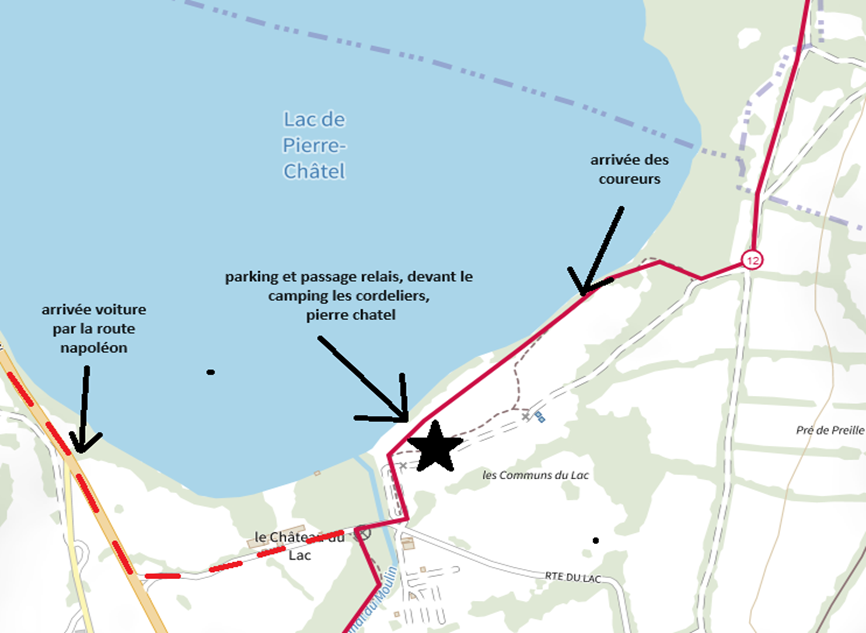 Lac de
Pierre-
Châtel
arrivée des
coureurs
12
parking et passage relais, devant le
camping les cordeliers,
pierre chatel
arrivée voiture
par la route
napoléon
Pré de Preille
les Communs du Lac
le Château du
Lac
RTE DU LAC
du Moulin